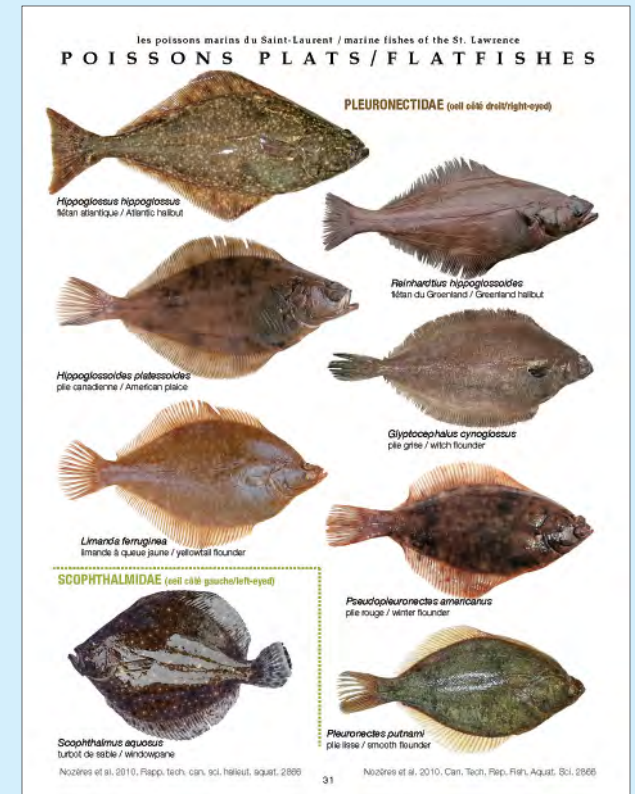 les poissons marins du Saint-Laurent / marine fishes of the St. Lawrence
POISSONS PLATS/FLATFISHES
PLEURONECTIDAE (oeil côté droit/right-eyed)
Hippoglossus hippoglossus
flétan atlantique / Atlantic halibut
Reinhardtius hippoglossoides
flétan du Groenland / Greenland halibut
Hippoglossoides platessoides
plie canadienne / American plaice
Glyptocephalus cynoglossus
plie grise / witch flounder
Limanda ferruginea
limande à queue jaune / yellowtail flounder
Pseudopleuronectes americanus
plie rouge / winter flounder
SCOPHTHALMIDAE (oeil côté gauche/left-eyed)
Scophthalmus aquosus
turbot de sable / windowpane
Pleuronectes putnami
plie lisse / smooth flounder
Nozères et al. 2010. Rapp. tech. can. sci. halieut. aquat. 2866
31
Nozères et al. 2010. Can. Tech. Rep. Fish. Aquat. Sci. 2866